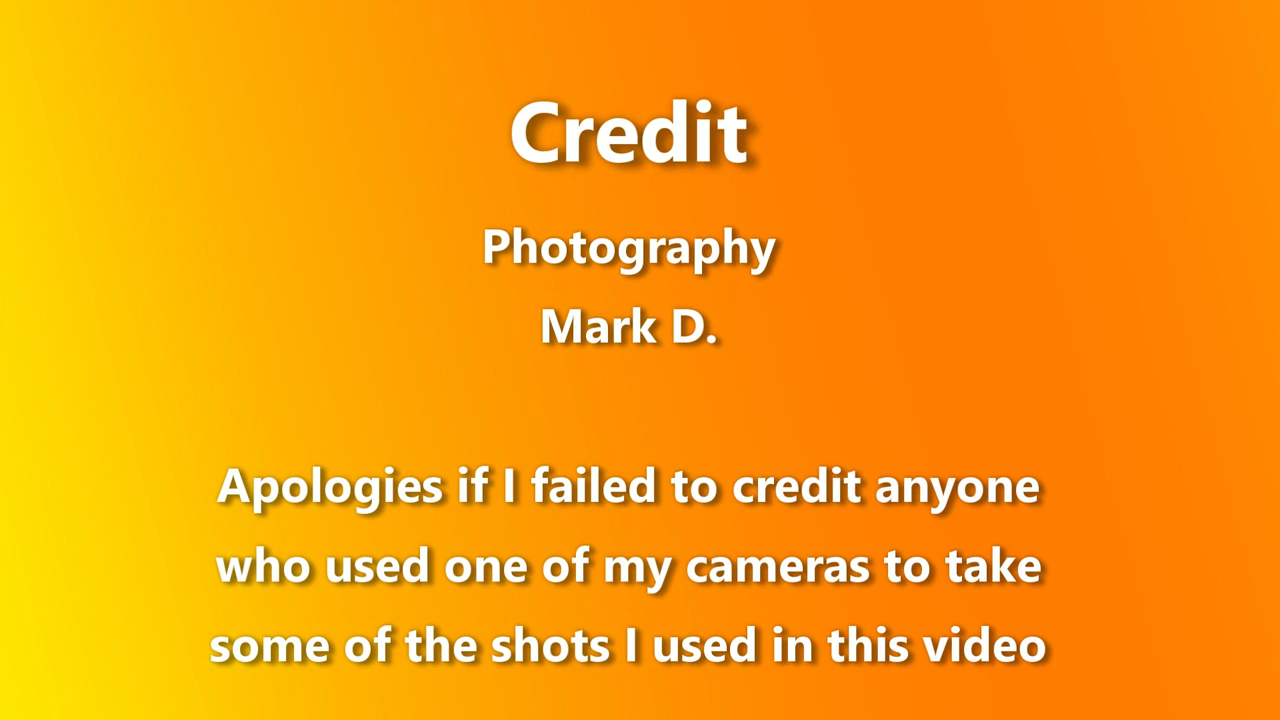 Credit
Photography
Mark D.
Apologies if I failed to credit anyone
who used one of my cameras to take
some of the shots I used in this video